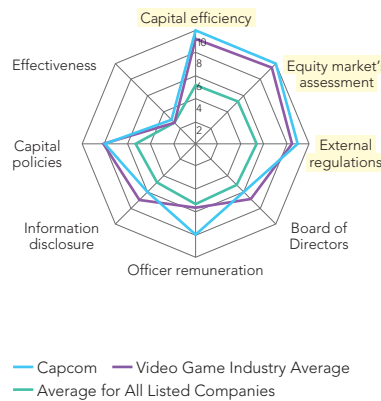 Capital efficiency
10
8
6
4
2
Effectiveness
Equity market's
assessment
Capital
policies
External
regulations
Information
disclosure
Board of
Directors
Officer remuneration
Capcom
Video Game Industry Average
Average for All Listed Companies